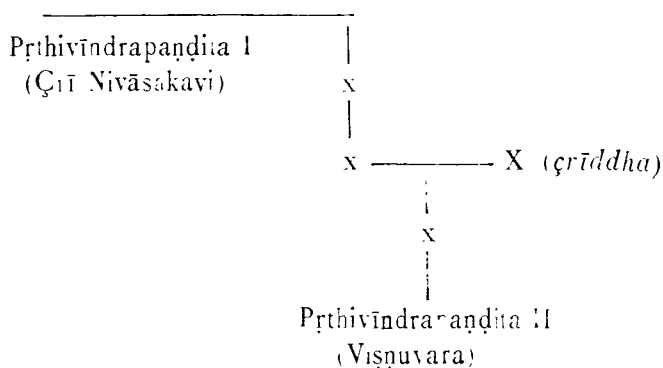 Pṛthivīndrapaṇḍita I
(Çrī Nivāsakavi)
x
x X (çrīddha)
x
Pṛthivīndrapaṇḍita II
(Viṣṇuvara)